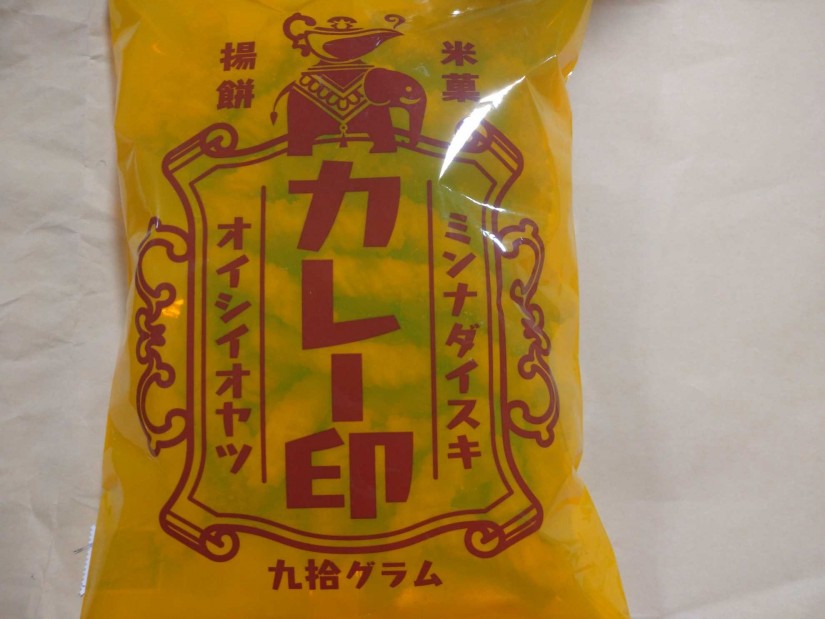 米菓
揚餅
ミンナダイスキ
カレー印
オイシイオヤツ
九拾グラム